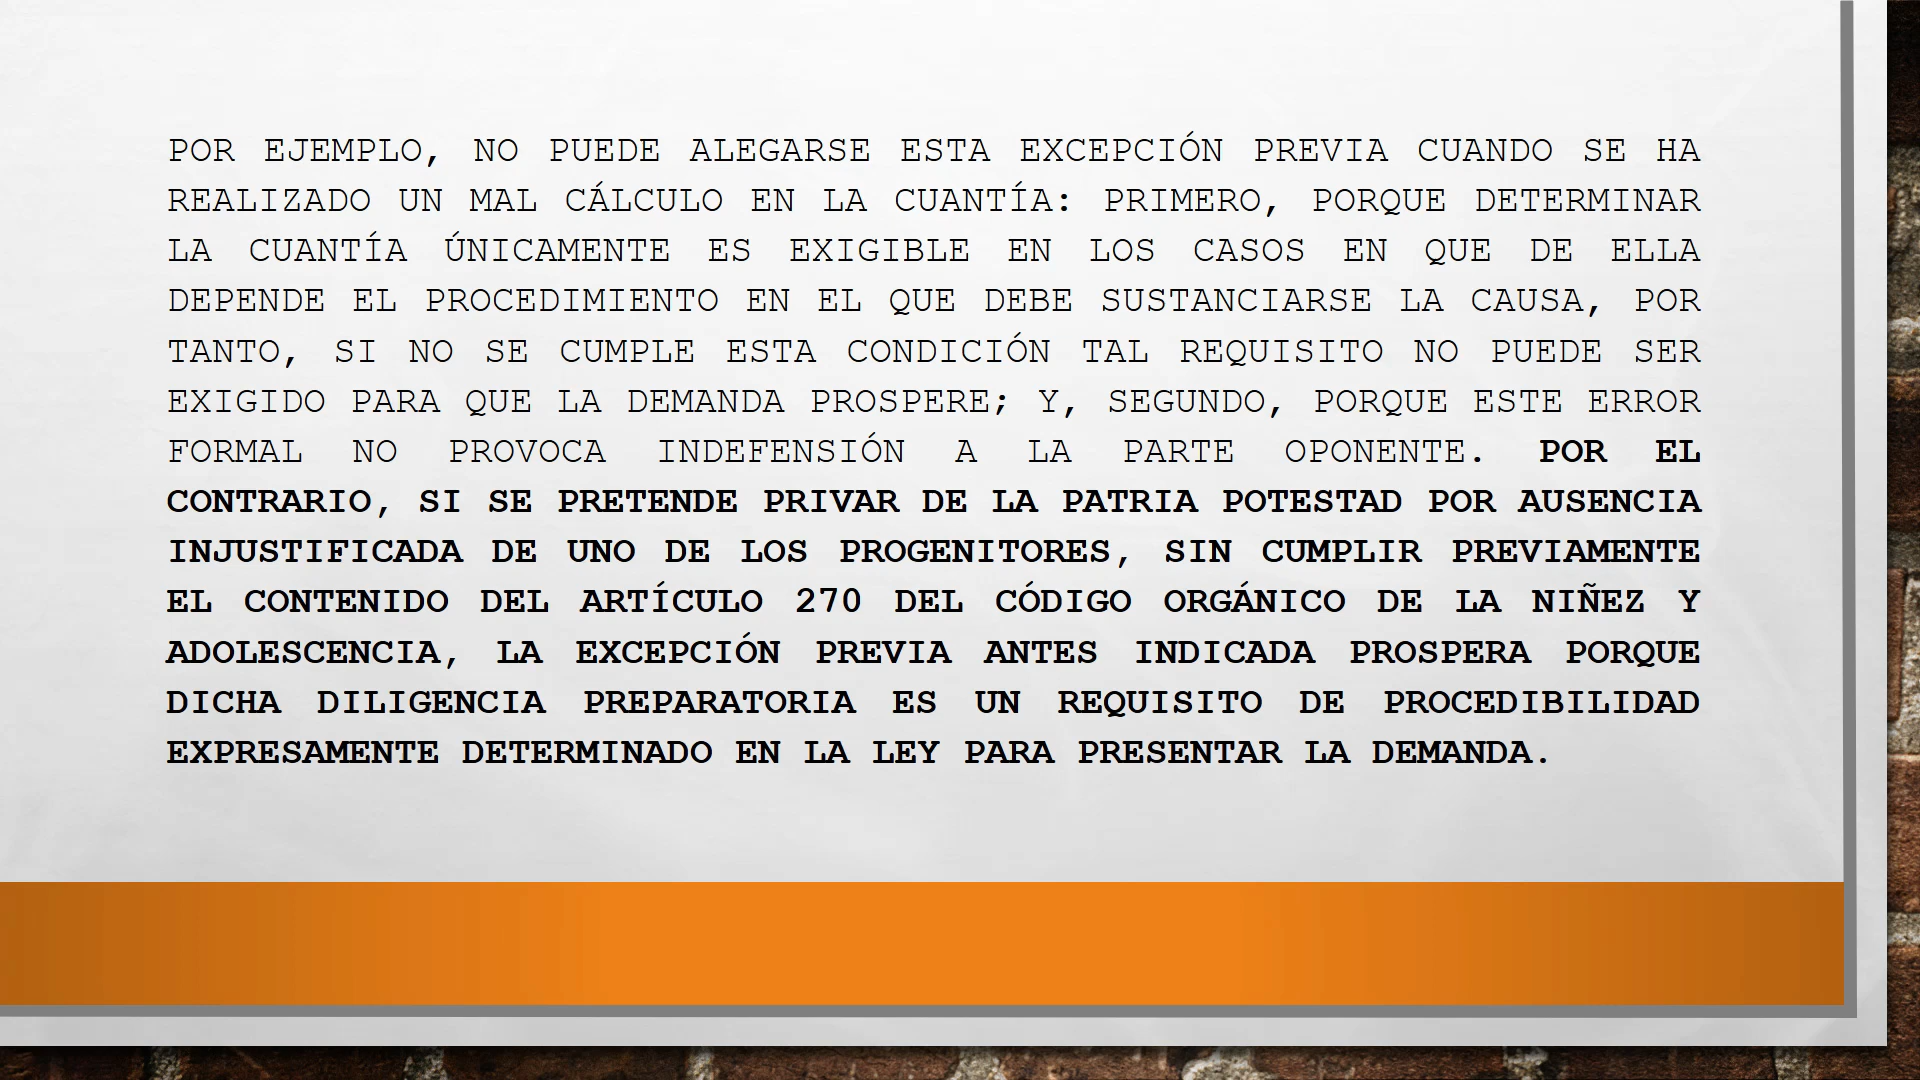 POR EJEMPLO, NO PUEDE ALEGARSE ESTA EXCEPCIÓN PREVIA CUANDO SE HA
REALIZADO UN MAL CÁLCULO EN LA CUANTÍA: PRIMERO, PORQUE DETERMINAR
LA CUANTÍA ÚNICAMENTE ES EXIGIBLE EN LOS CASOS EN QUE DE ELLA
DEPENDE EL PROCEDIMIENTO EN EL QUE DEBE SUSTANCIARSE LA CAUSA, POR
TANTO, SI NO SE CUMPLE ESTA CONDICIÓN TAL REQUISITO NO PUEDE SER
EXIGIDO PARA QUE LA DEMANDA PROSPERE; Y, SEGUNDO, PORQUE ESTE ERROR
FORMAL NO PROVOCA INDEFENSIÓN A LA PARTE OPONENTE. POR EL
CONTRARIO, SI SE PRETENDE PRIVAR DE LA PATRIA POTESTAD POR AUSENCIA
INJUSTIFICADA DE UNO DE LOS PROGENITORES, SIN CUMPLIR PREVIAMENTE
EL CONTENIDO DEL ARTÍCULO 270 DEL CÓDIGO ORGÁNICO DE LA NIÑEZ Y
ADOLESCENCIA, LA EXCEPCIÓN PREVIA ANTES INDICADA PROSPERA PORQUE
DICHA DILIGENCIA PREPARATORIA ES UN REQUISITO DE PROCEDIBILIDAD
EXPRESAMENTE DETERMINADO EN LA LEY PARA PRESENTAR LA DEMANDA.